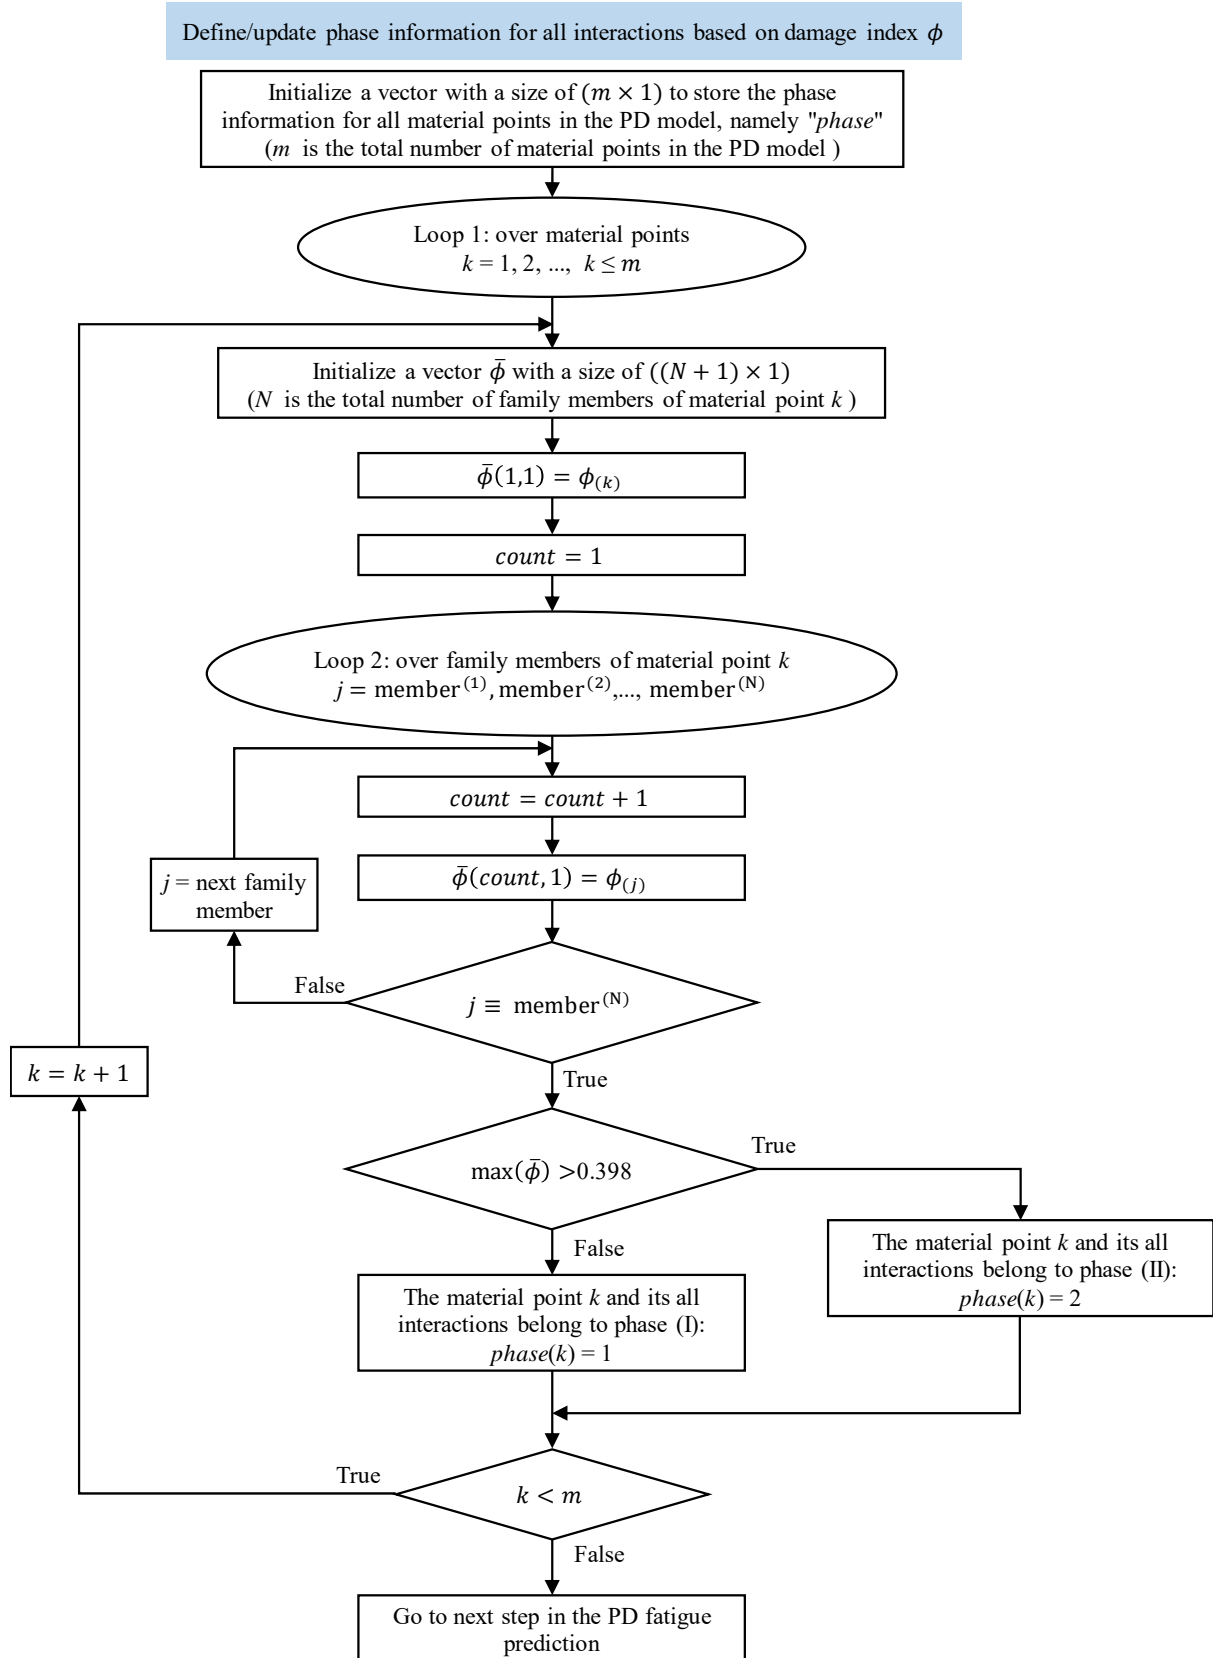 Define/update phase information for all interactions based on damage index ϕ
Initialize a vector with a size of (m × 1) to store the phase
information for all material points in the PD model, namely "phase"
(m is the total number of material points in the PD model )
Loop 1: over material points
k = 1, 2, ..., k ≤ m
Initialize a vector ϕ̄ with a size of ((N + 1) × 1)
(N is the total number of family members of material point k )
ϕ̄(1,1) = ϕ₍ₖ₎
count = 1
Loop 2: over family members of material point k
j = member⁽¹⁾, member⁽²⁾,..., member⁽ᴺ⁾
count = count + 1
ϕ̄(count, 1) = ϕ₍ⱼ₎
j = next family
member
False
j ≡ member⁽ᴺ⁾
True
k = k + 1
max(ϕ̄) >0.398
True
False
The material point k and its all
interactions belong to phase (II):
phase(k) = 2
The material point k and its all
interactions belong to phase (I):
phase(k) = 1
True
k < m
False
Go to next step in the PD fatigue
prediction